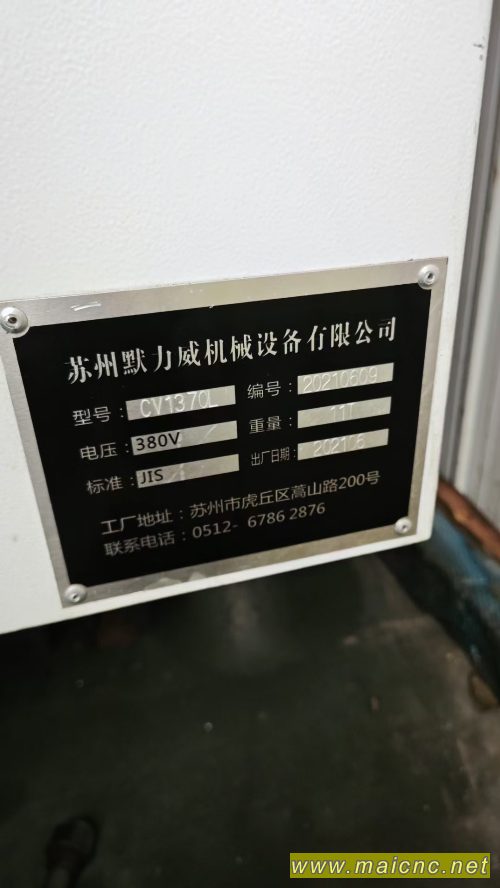 苏州默力威机械设备有限公司
型号：CV1370L 编号：20210609
电压：380V 重量：11T
标准：JIS 出厂日期：2021.6
工厂地址：苏州市虎丘区蒿山路200号
联系电话：0512- 6786 2876
www.maicnc.net